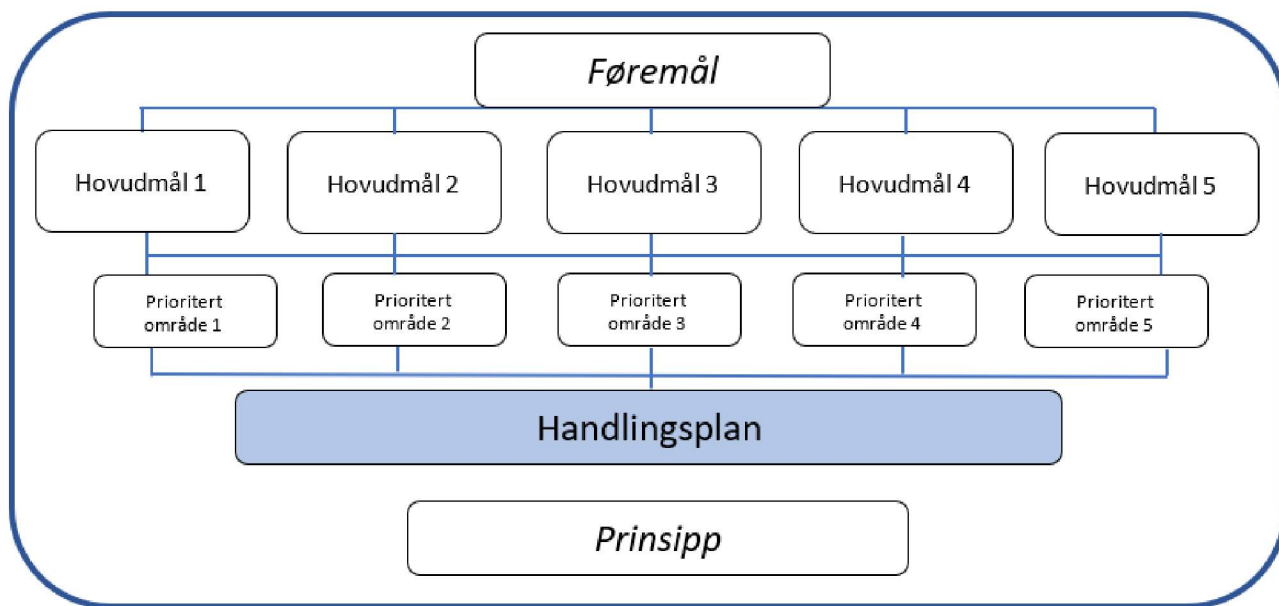 Føremål
Hovudmål 1
Hovudmål 2
Hovudmål 3
Hovudmål 4
Hovudmål 5
Prioritert
område 1
Prioritert
område 2
Prioritert
område 3
Prioritert
område 4
Prioritert
område 5
Handlingsplan
Prinsipp